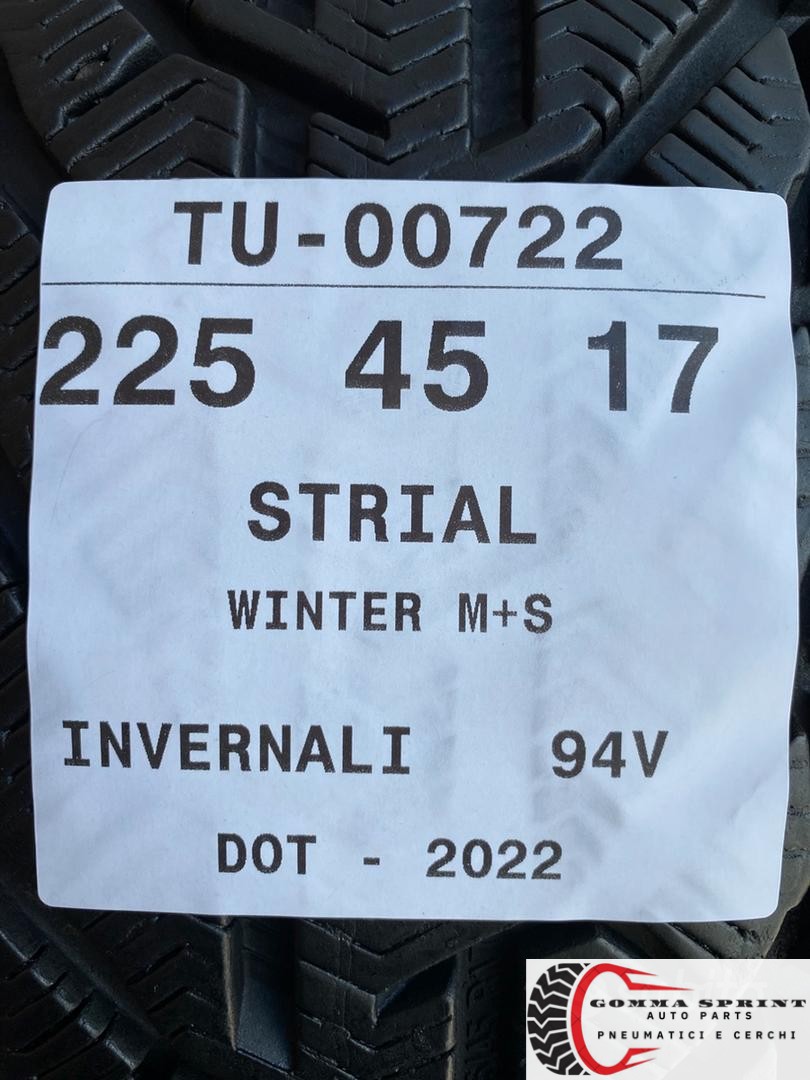 TU-00722
225 45 17
STRIAL
WINTER M+S
INVERNALI 94V
DOT - 2022
GOMMA SPRINT
AUTO PARTS
PNEUMATICI E CERCHI